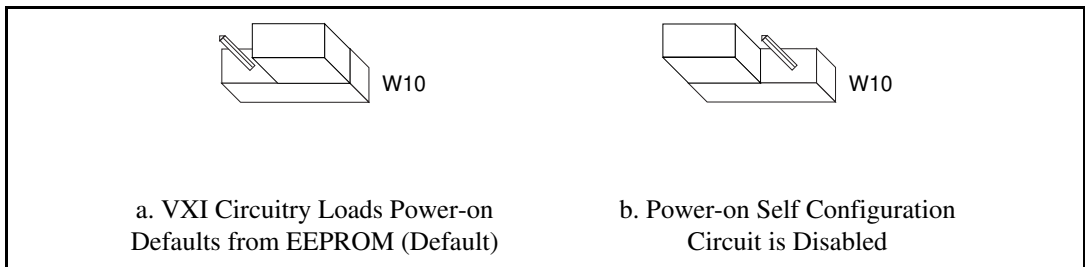 W10
W10
a. VXI Circuitry Loads Power-on
Defaults from EEPROM (Default)
b. Power-on Self Configuration
Circuit is Disabled